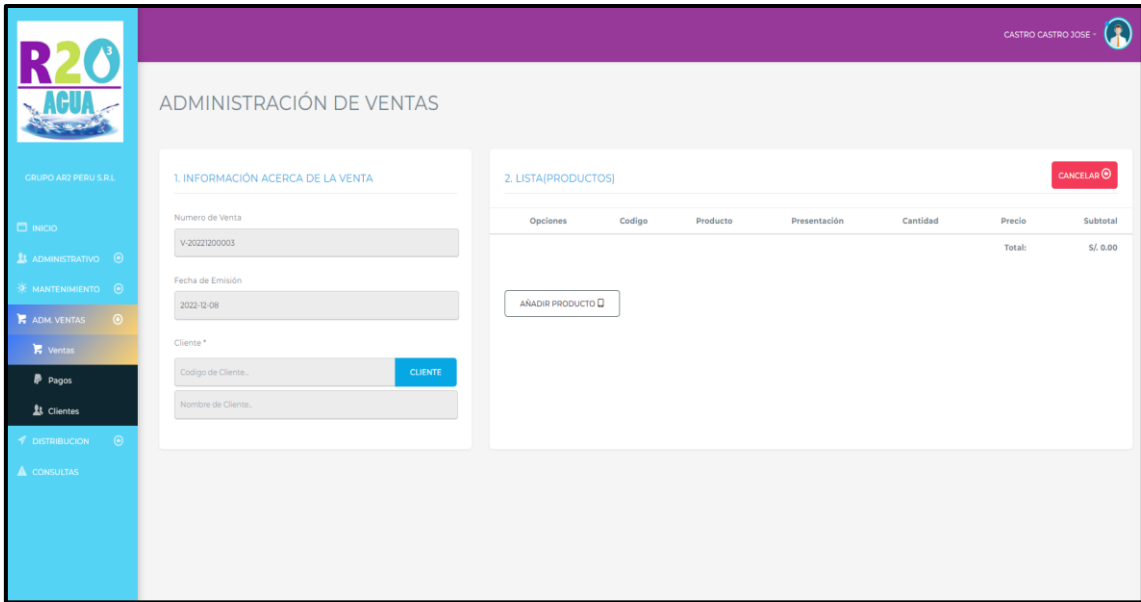 CASTRO CASTRO JOSE
R2O3
AGUA
GRUPO AR2 PERU S.R.L
INICIO
ADMINISTRATIVO
MANTENIMIENTO
ADM. VENTAS
Ventas
Pagos
Clientes
DISTRIBUCION
CONSULTAS
ADMINISTRACIÓN DE VENTAS
1. INFORMACIÓN ACERCA DE LA VENTA
Numero de Venta
V-20221200003
Fecha de Emisión
2022-12-08
Cliente *
Codigo de Cliente.. CLIENTE
Nombre de Cliente..
2. LISTA(PRODUCTOS) CANCELAR
Opciones Codigo Producto Presentación Cantidad Precio Subtotal
Total: S/. 0.00
AÑADIR PRODUCTO